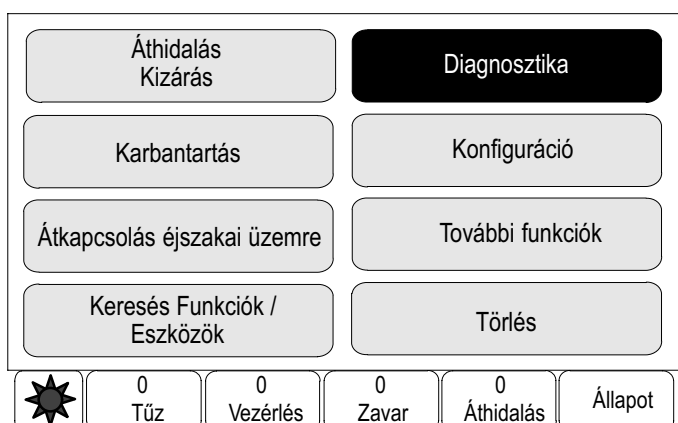 Áthidalás
Kizárás
Diagnosztika
Karbantartás
Konfiguráció
Átkapcsolás éjszakai üzemre
További funkciók
Keresés Funkciók /
Eszközök
Törlés
0
Tűz
0
Vezérlés
0
Zavar
0
Áthidalás
Állapot